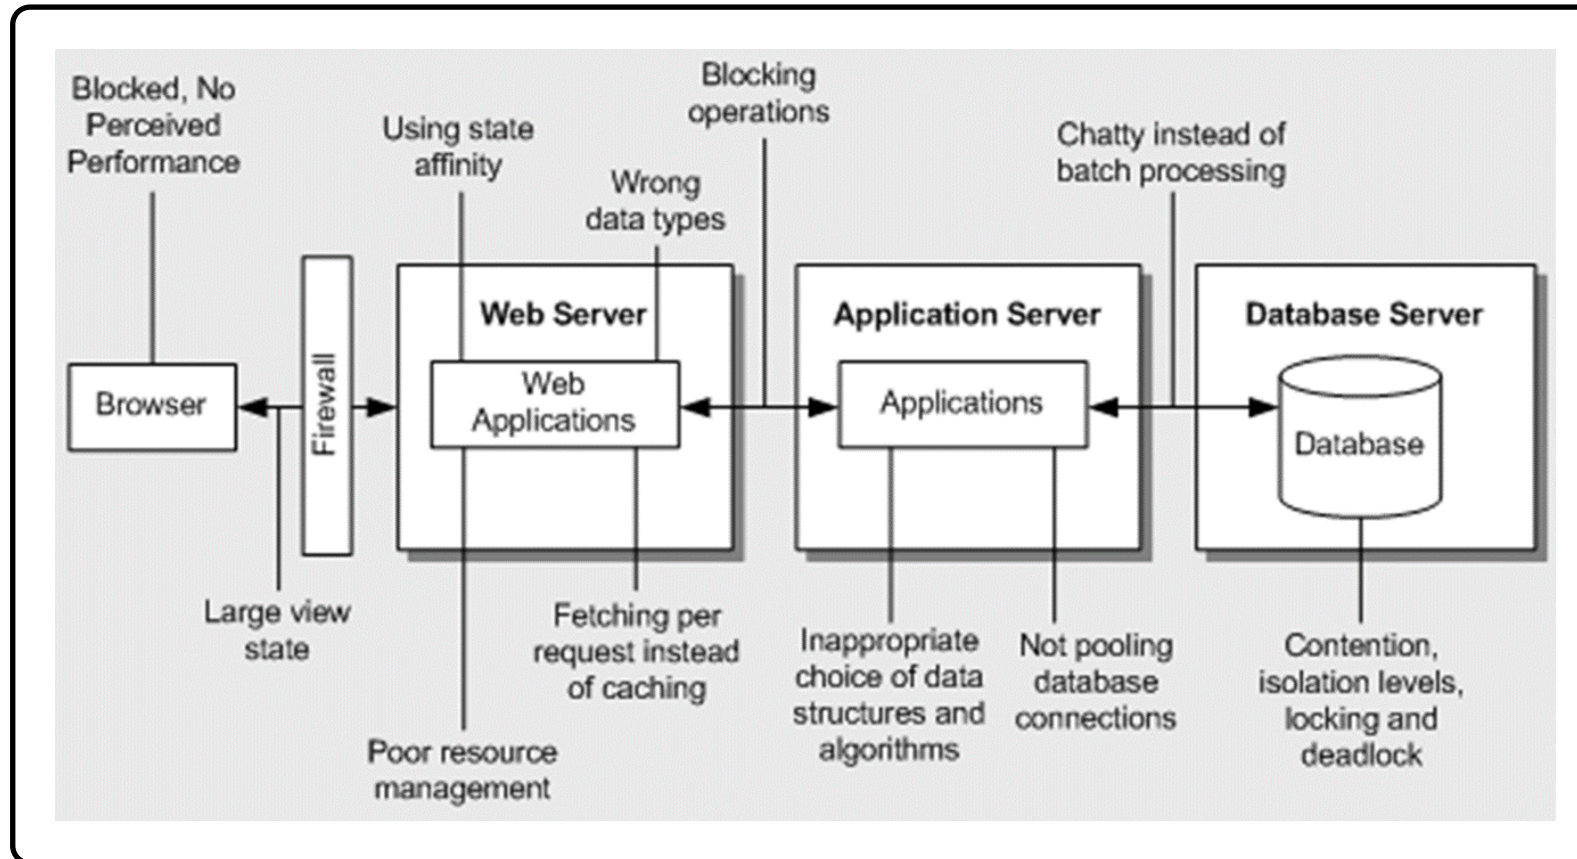 Blocked, No
Perceived
Performance
Using state
affinity
Wrong
data types
Blocking
operations
Chatty instead of
batch processing
Browser
Firewall
Web Server
Web
Applications
Application Server
Applications
Database Server
Database
Large view
state
Poor resource
management
Fetching per
request instead
of caching
Inappropriate
choice of data
structures and
algorithms
Not pooling
database
connections
Contention,
isolation levels,
locking and
deadlock